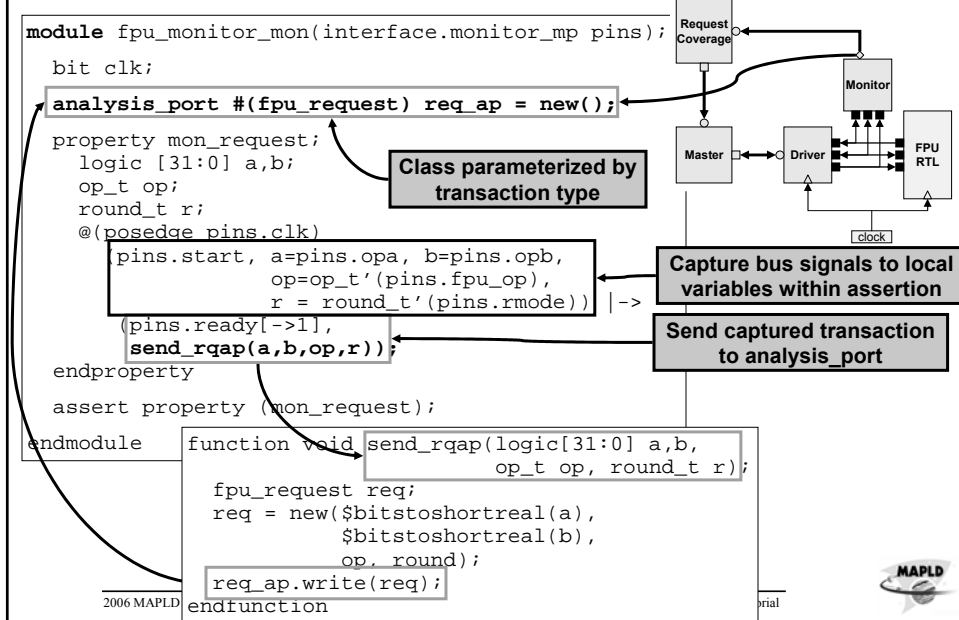 module fpu_monitor_mon(interface.monitor_mp pins);
bit clk;
analysis_port #(fpu_request) req_ap = new();
property mon_request;
logic [31:0] a,b;
op_t op;
round_t r;
@(posedge pins.clk)
(pins.start, a=pins.opa, b=pins.opb,
op=op_t'(pins.fpu_op),
r = round_t'(pins.rmode)) |->
(pins.ready[->1],
send_rqap(a,b,op,r));
endproperty
assert property (mon_request);
endmodule
Class parameterized by
transaction type
Capture bus signals to local
variables within assertion
Send captured transaction
to analysis_port
function void send_rqap(logic[31:0] a,b,
op_t op, round_t r);
fpu_request req;
req = new($bitstoshortreal(a),
$bitstoshortreal(b),
op, round);
req_ap.write(req);
endfunction
Request
Coverage
Monitor
Master
Driver
FPU
RTL
clock
2006 MAPLD
MAPLD